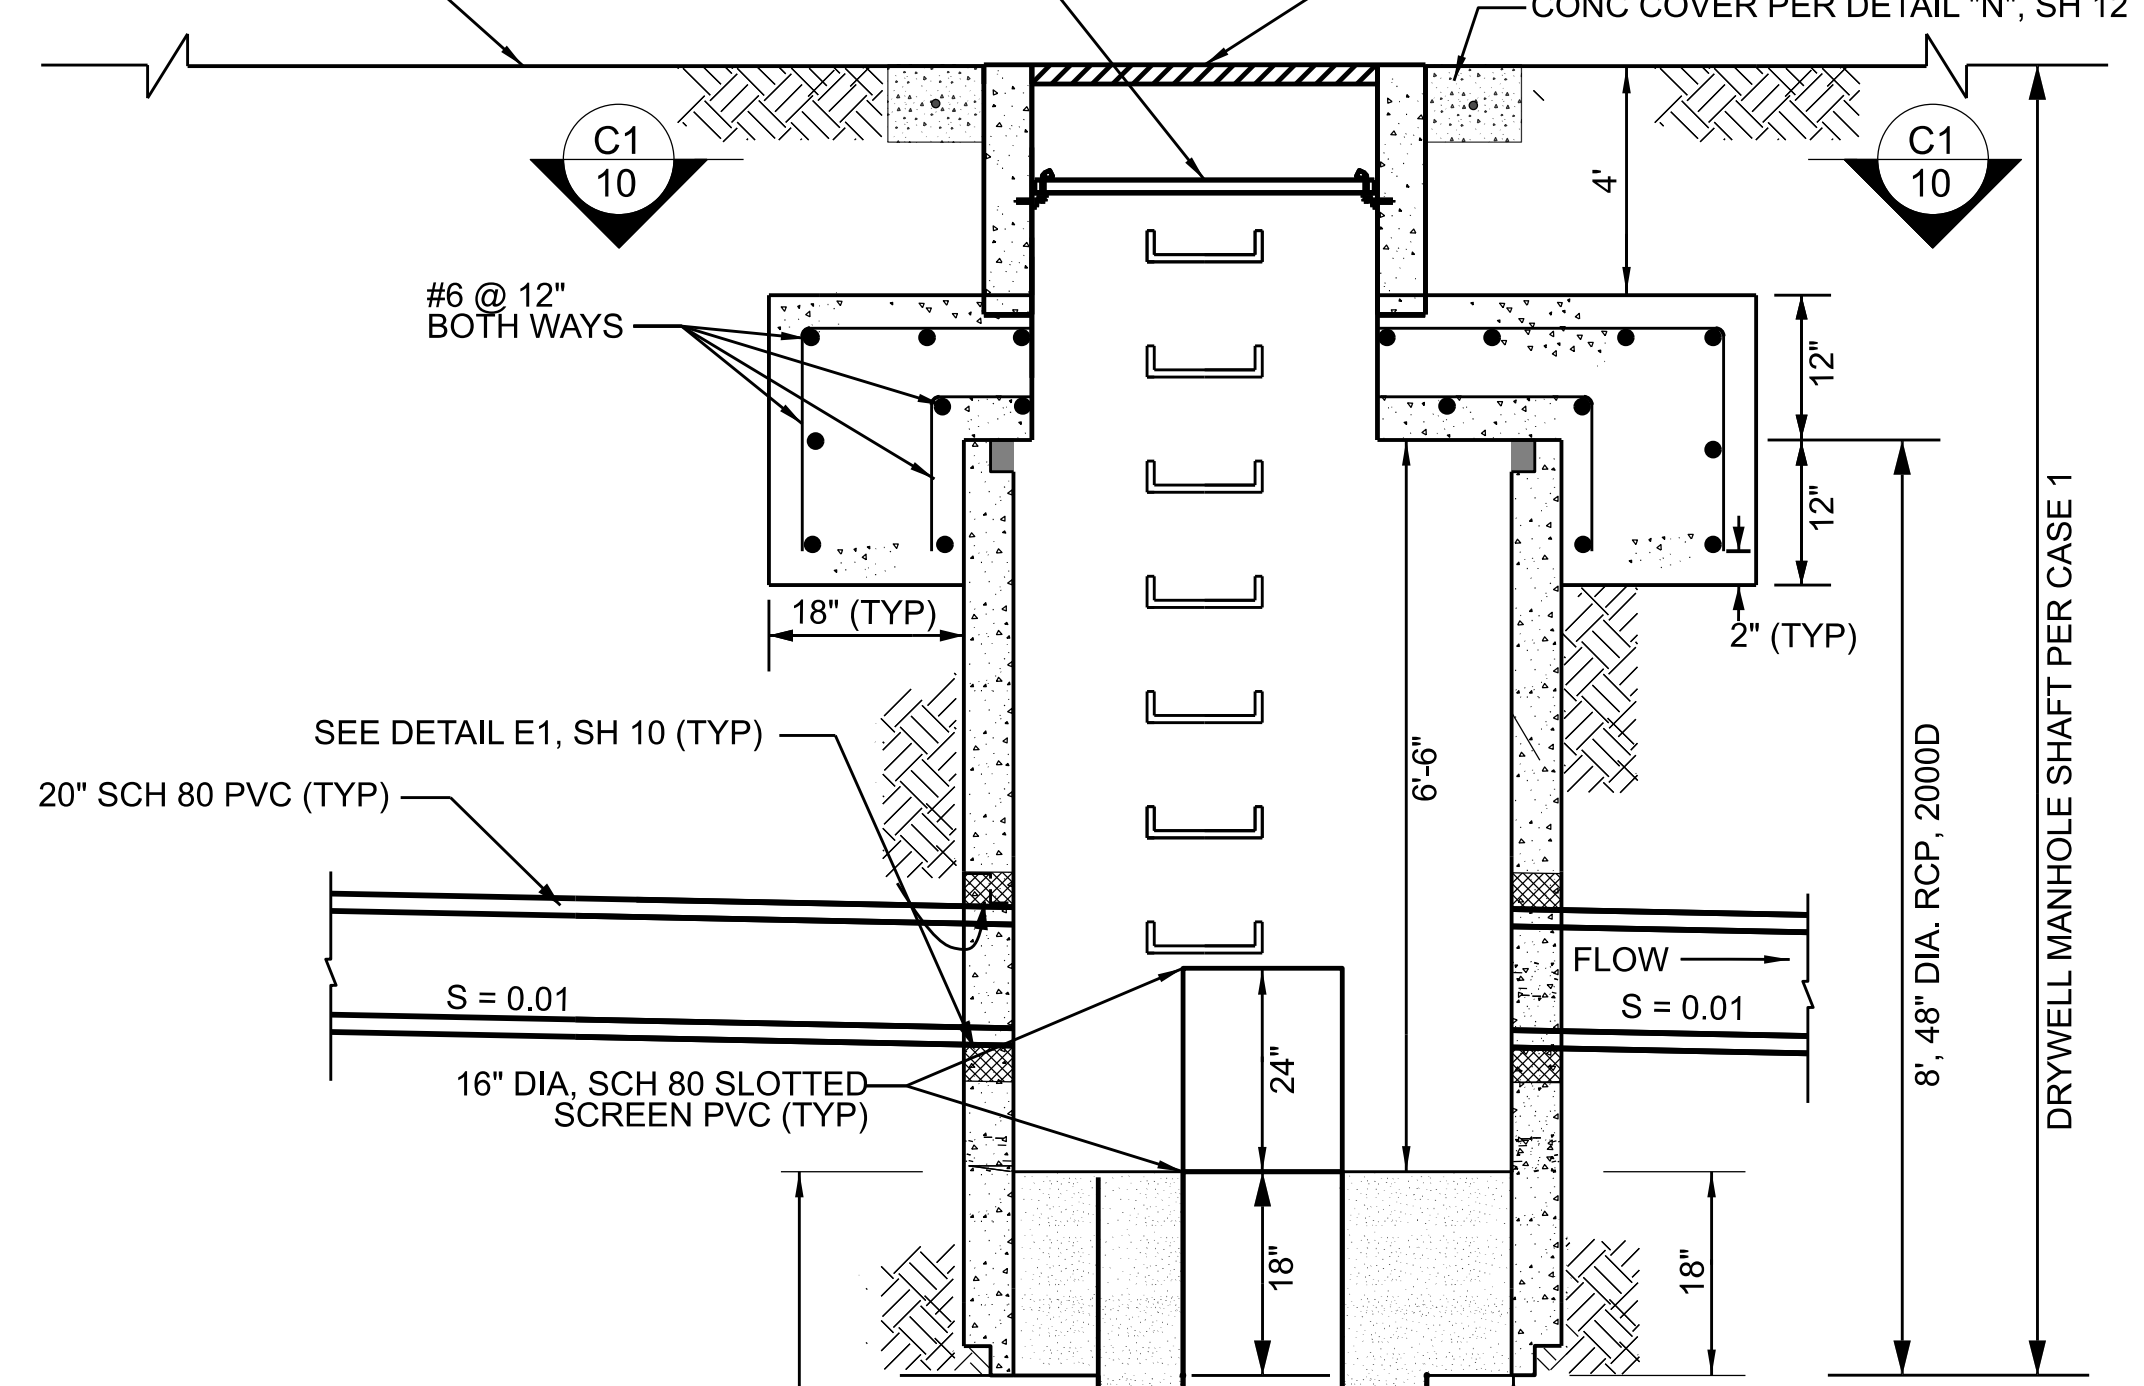 CONC COVER PER DETAIL "N", SH 12
C1
10
C1
10
4'
#6 @ 12"
BOTH WAYS
12"
12"
18" (TYP)
2" (TYP)
SEE DETAIL E1, SH 10 (TYP)
20" SCH 80 PVC (TYP)
6'-6"
8', 48" DIA. RCP, 2000D
DRYWELL MANHOLE SHAFT PER CASE 1
FLOW
S = 0.01
S = 0.01
24"
16" DIA, SCH 80 SLOTTED
SCREEN PVC (TYP)
18"
18"